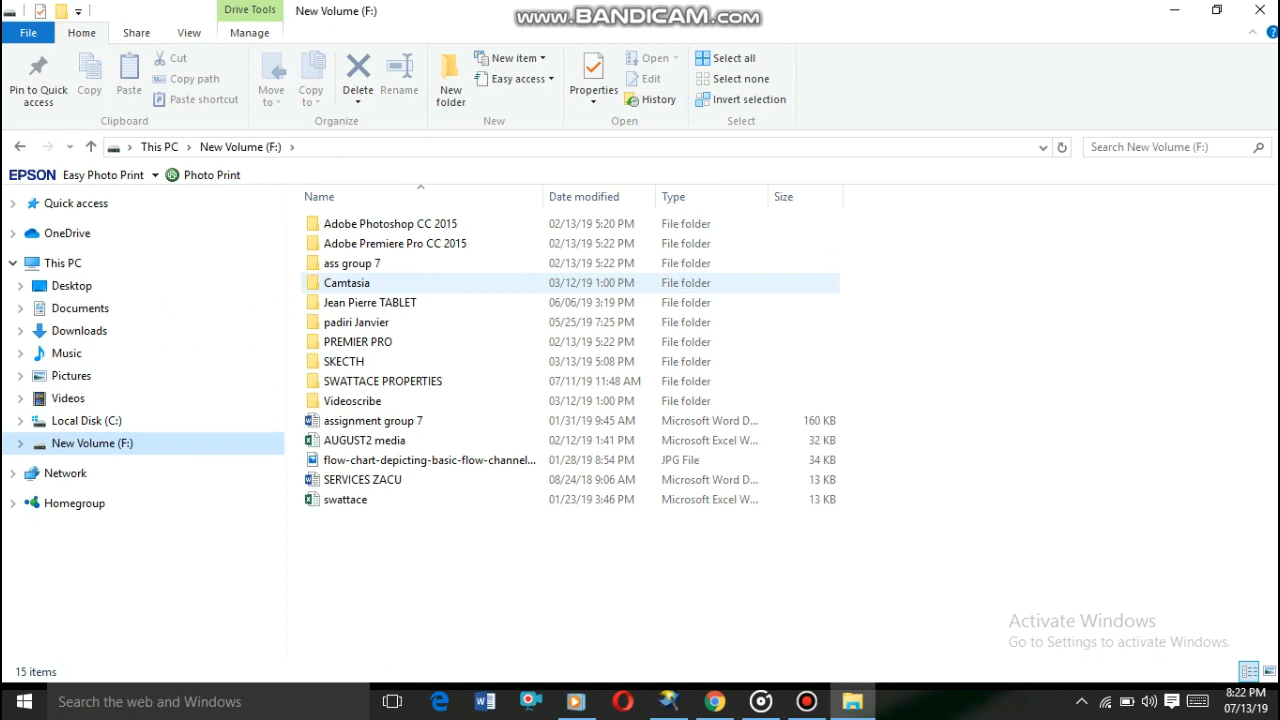 Drive Tools
New Volume (F:)
www.BANDICAM.com
File
Home
Share
View
Manage
Pin to Quick access
Copy
Paste
Cut
Copy path
Paste shortcut
Clipboard
Move to
Copy to
Delete
Rename
Organize
New folder
New item
Easy access
New
Properties
Open
Edit
History
Open
Select all
Select none
Invert selection
Select
This PC
New Volume (F:)
Search New Volume (F:)
EPSON Easy Photo Print
Photo Print
Quick access
OneDrive
This PC
Desktop
Documents
Downloads
Music
Pictures
Videos
Local Disk (C:)
New Volume (F:)
Network
Homegroup
Name Date modified Type Size
Adobe Photoshop CC 2015 02/13/19 5:20 PM File folder
Adobe Premiere Pro CC 2015 02/13/19 5:22 PM File folder
ass group 7 02/13/19 5:22 PM File folder
Camtasia 03/12/19 1:00 PM File folder
Jean Pierre TABLET 06/06/19 3:19 PM File folder
padiri Janvier 05/25/19 7:25 PM File folder
PREMIER PRO 02/13/19 5:22 PM File folder
SKECTH 03/13/19 5:08 PM File folder
SWATTACE PROPERTIES 07/11/19 11:48 AM File folder
Videoscribe 03/12/19 1:00 PM File folder
assignment group 7 01/31/19 9:45 AM Microsoft Word D... 160 KB
AUGUST2 media 02/12/19 1:41 PM Microsoft Excel W... 32 KB
flow-chart-depicting-basic-flow-channel... 01/28/19 8:54 PM JPG File 34 KB
SERVICES ZACU 08/24/18 9:06 AM Microsoft Word D... 13 KB
swattace 01/23/19 3:46 PM Microsoft Excel W... 13 KB
Activate Windows
Go to Settings to activate Windows.
15 items
Search the web and Windows
8:22 PM
07/13/19